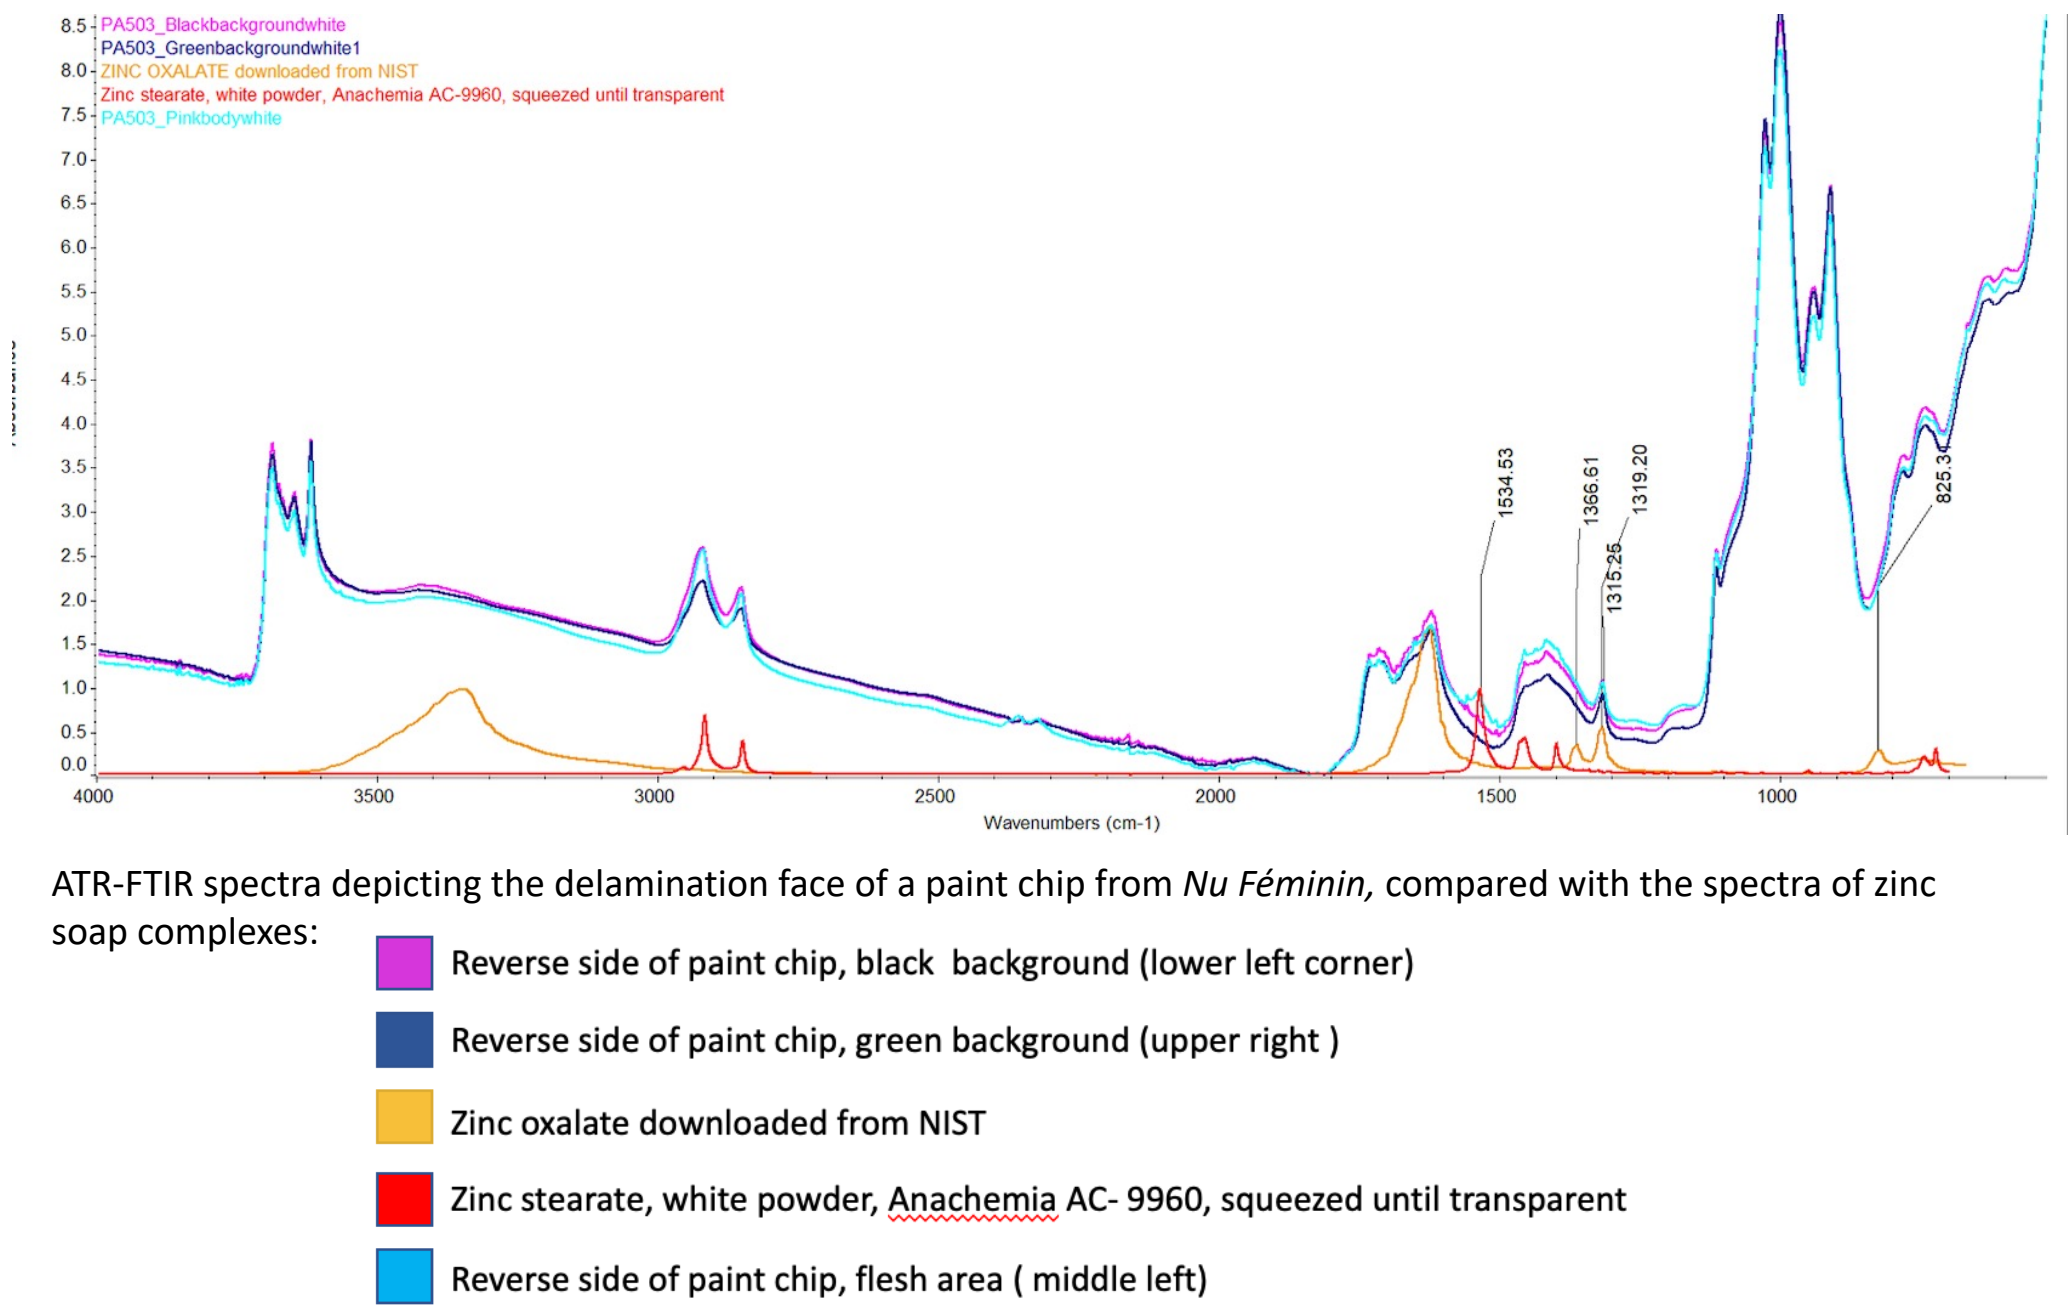 8.5
PA503_Blackbackgroundwhite
PA503_Greenbackgroundwhite1
8.0
ZINC OXALATE downloaded from NIST
Zinc stearate, white powder, Anachemia AC-9960, squeezed until transparent
7.5
PA503_Pinkbodywhite
7.0
6.5
6.0
5.5
5.0
4.5
4.0
3.5
3.0
2.5
2.0
1.5
1.0
0.5
0.0
1534.53
1366.61
1319.20
1315.25
825.3
4000 3500 3000 2500 2000 1500 1000
Wavenumbers (cm-1)
ATR-FTIR spectra depicting the delamination face of a paint chip from Nu Féminin, compared with the spectra of zinc
soap complexes:
Reverse side of paint chip, black background (lower left corner)
Reverse side of paint chip, green background (upper right )
Zinc oxalate downloaded from NIST
Zinc stearate, white powder, Anachemia AC- 9960, squeezed until transparent
Reverse side of paint chip, flesh area ( middle left)